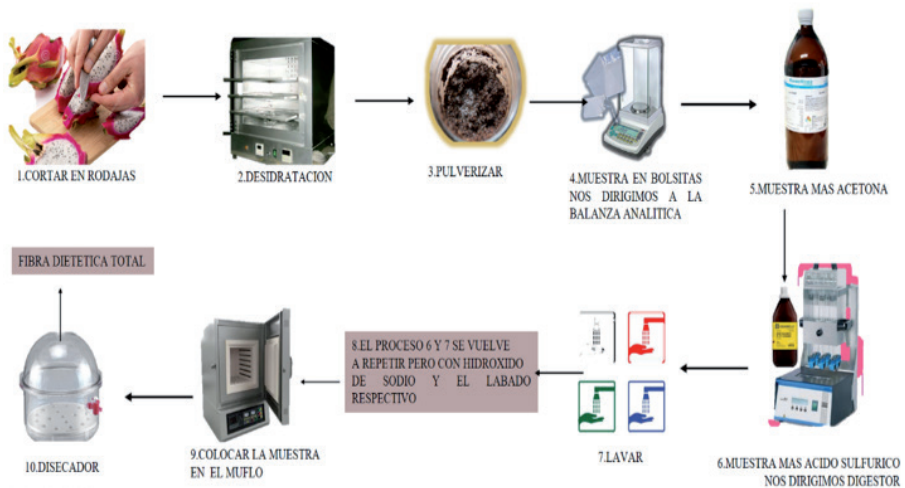 1.CORTAR EN RODAJAS
2.DESIDRATACION
3.PULVERIZAR
4.MUESTRA EN BOLSITAS
NOS DIRIGIMOS A LA
BALANZA ANALITICA
5.MUESTRA MAS ACETONA
6.MUESTRA MAS ACIDO SULFURICO
NOS DIRIGIMOS DIGESTOR
7.LAVAR
8.EL PROCESO 6 Y 7 SE VUELVE
A REPETIR PERO CON HIDROXIDO
DE SODIO Y EL LABADO
RESPECTIVO
9.COLOCAR LA MUESTRA
EN EL MUFLO
10.DISECADOR
FIBRA DIETETICA TOTAL